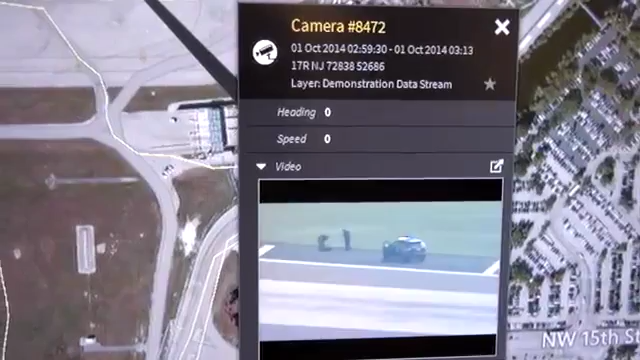 Camera #8472
01 Oct 2014 02:59:30 - 01 Oct 2014 03:13
17R NJ 72838 52686
Layer: Demonstration Data Stream
Heading 0
Speed 0
Video
NW 15th St